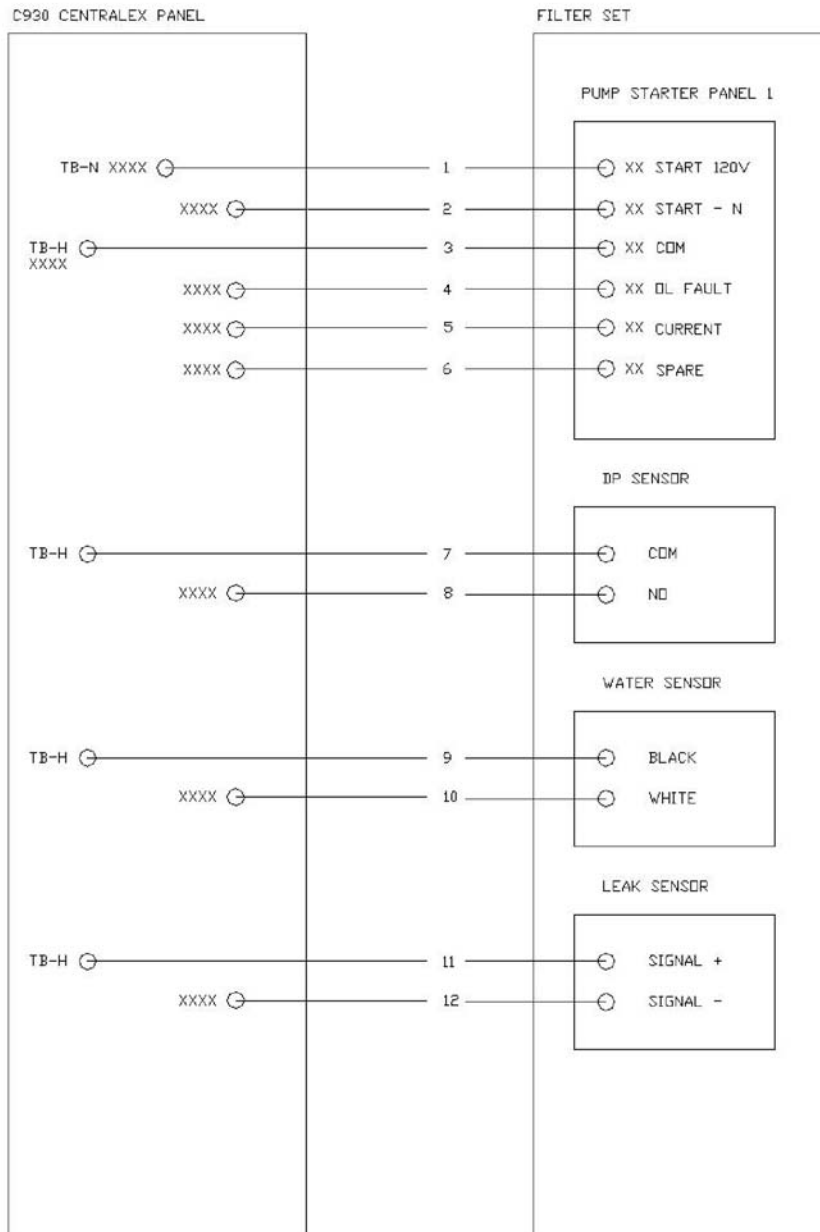 C930 CENTRALEX PANEL
FILTER SET
PUMP STARTER PANEL 1
TB-N XXXX 1 XX START 120V
XXXX 2 XX START - N
TB-H 3 XX COM
XXXX
XXXX 4 XX OL FAULT
XXXX 5 XX CURRENT
XXXX 6 XX SPARE
DP SENSOR
TB-H 7 COM
XXXX 8 NO
WATER SENSOR
TB-H 9 BLACK
XXXX 10 WHITE
LEAK SENSOR
TB-H 11 SIGNAL +
XXXX 12 SIGNAL -